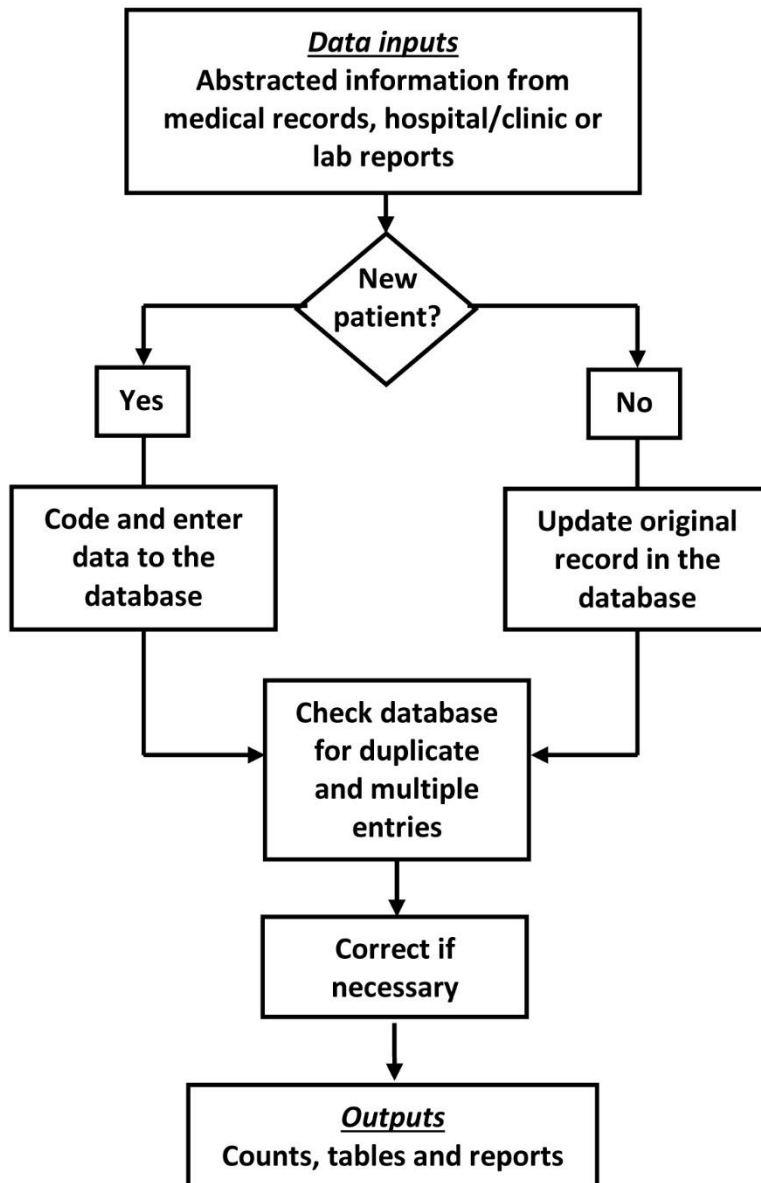 Data inputs
Abstracted information from
medical records, hospital/clinic or
lab reports
New
patient?
Yes
No
Code and enter
data to the
database
Update original
record in the
database
Check database
for duplicate
and multiple
entries
Correct if
necessary
Outputs
Counts, tables and reports